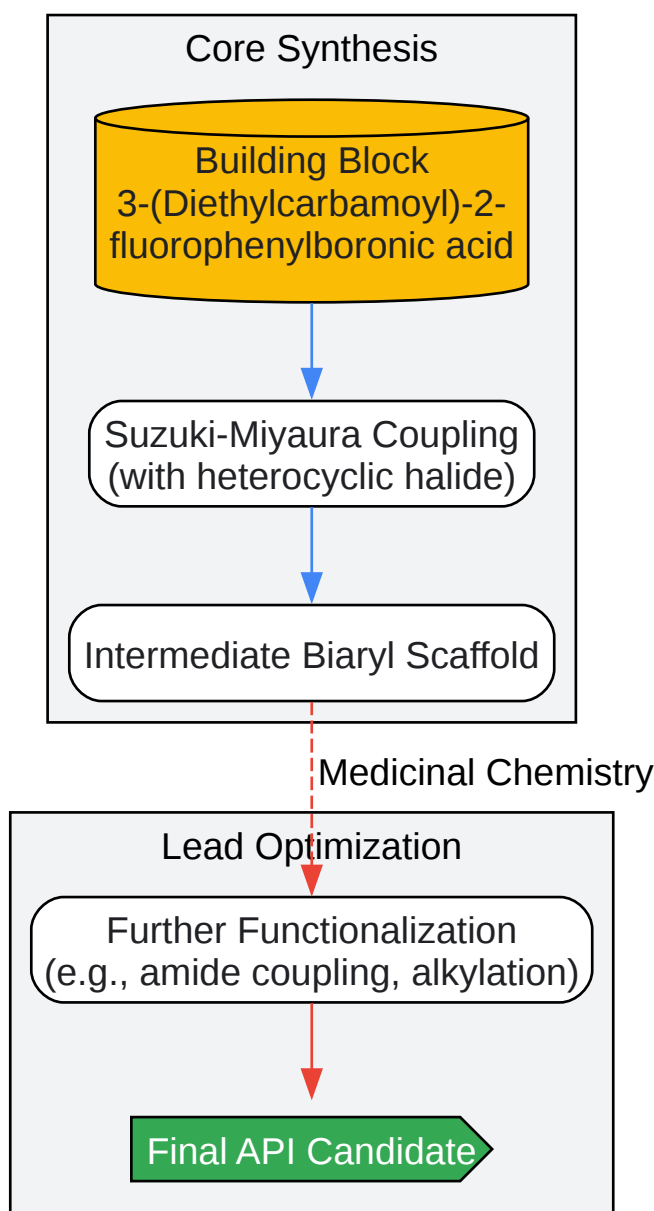 Core Synthesis
Building Block
3-(Diethylcarbamoyl)-2-
fluorophenylboronic acid
Suzuki-Miyaura Coupling
(with heterocyclic halide)
Intermediate Biaryl Scaffold
Medicinal Chemistry
Lead Optimization
Further Functionalization
(e.g., amide coupling, alkylation)
Final API Candidate